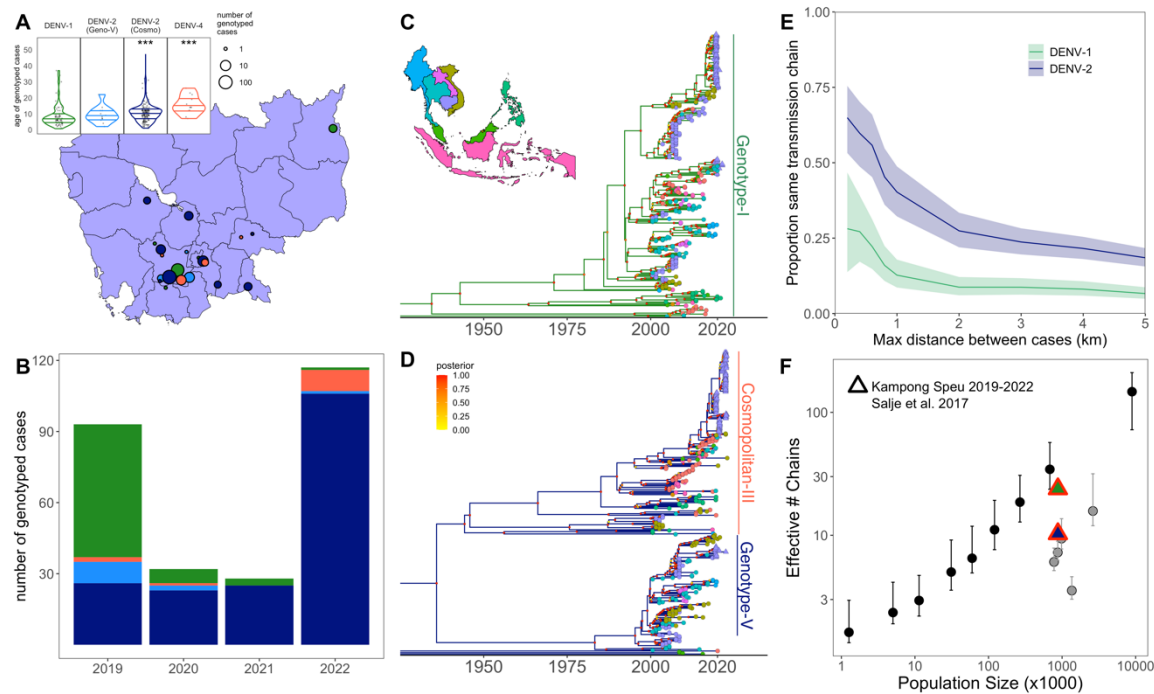 A
DENV-1
DENV-2
(Geno-V)
DENV-2
(Cosmo)
DENV-4
*** ***
number of
genotyped
cases
1
10
100
age of genotyped cases
50
40
30
20
10
0
B
number of genotyped cases
120
90
60
30
2019 2020 2021 2022
C
Genotype-I
1950 1975 2000 2020
D
posterior
1.00
0.75
0.50
0.25
0.00
Cosmopolitan-III
Genotype-V
1950 1975 2000 2020
E
Proportion same transmission chain
1.00
0.75
0.50
0.25
0.00
DENV-1
DENV-2
0 1 2 3 4 5
Max distance between cases (km)
F
Kampong Speu 2019-2022
Salje et al. 2017
Effective # Chains
100
30
10
3
1 10 100 1000 10000
Population Size (x1000)